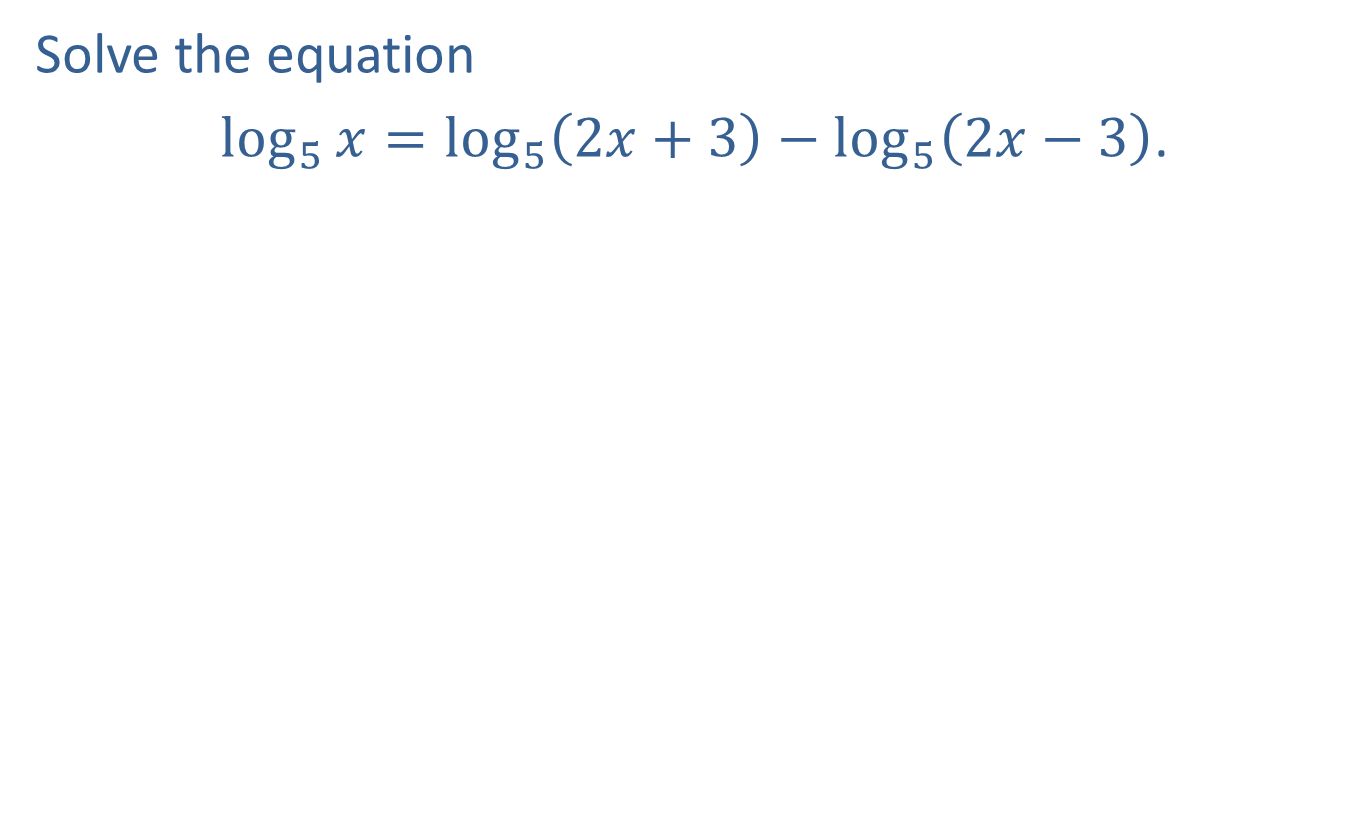 Solve the equation
log₅ x = log₅(2x + 3) − log₅(2x − 3).